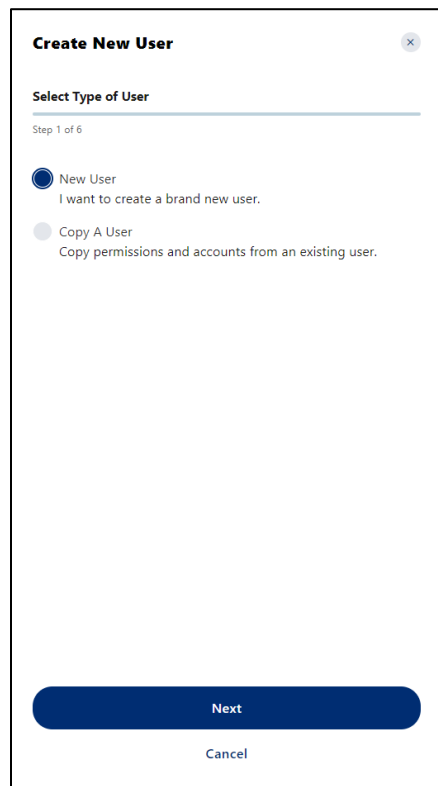 Create New User
Select Type of User
Step 1 of 6
New User
I want to create a brand new user.
Copy A User
Copy permissions and accounts from an existing user.
Next
Cancel